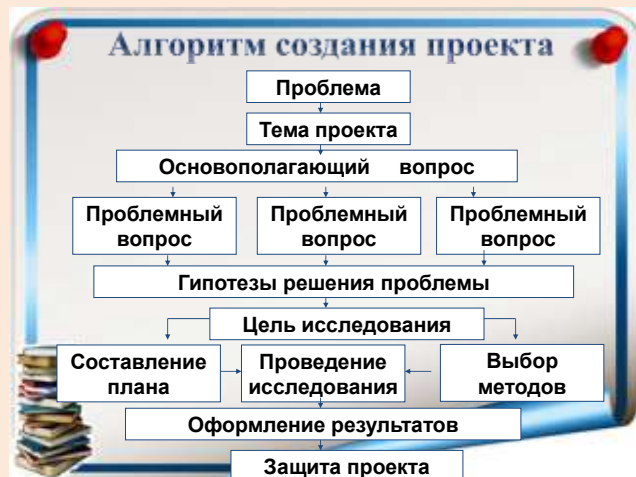 Алгоритм создания проекта
Проблема
Тема проекта
Основополагающий вопрос
Проблемный вопрос
Проблемный вопрос
Проблемный вопрос
Гипотезы решения проблемы
Цель исследования
Составление плана
Проведение исследования
Выбор методов
Оформление результатов
Защита проекта